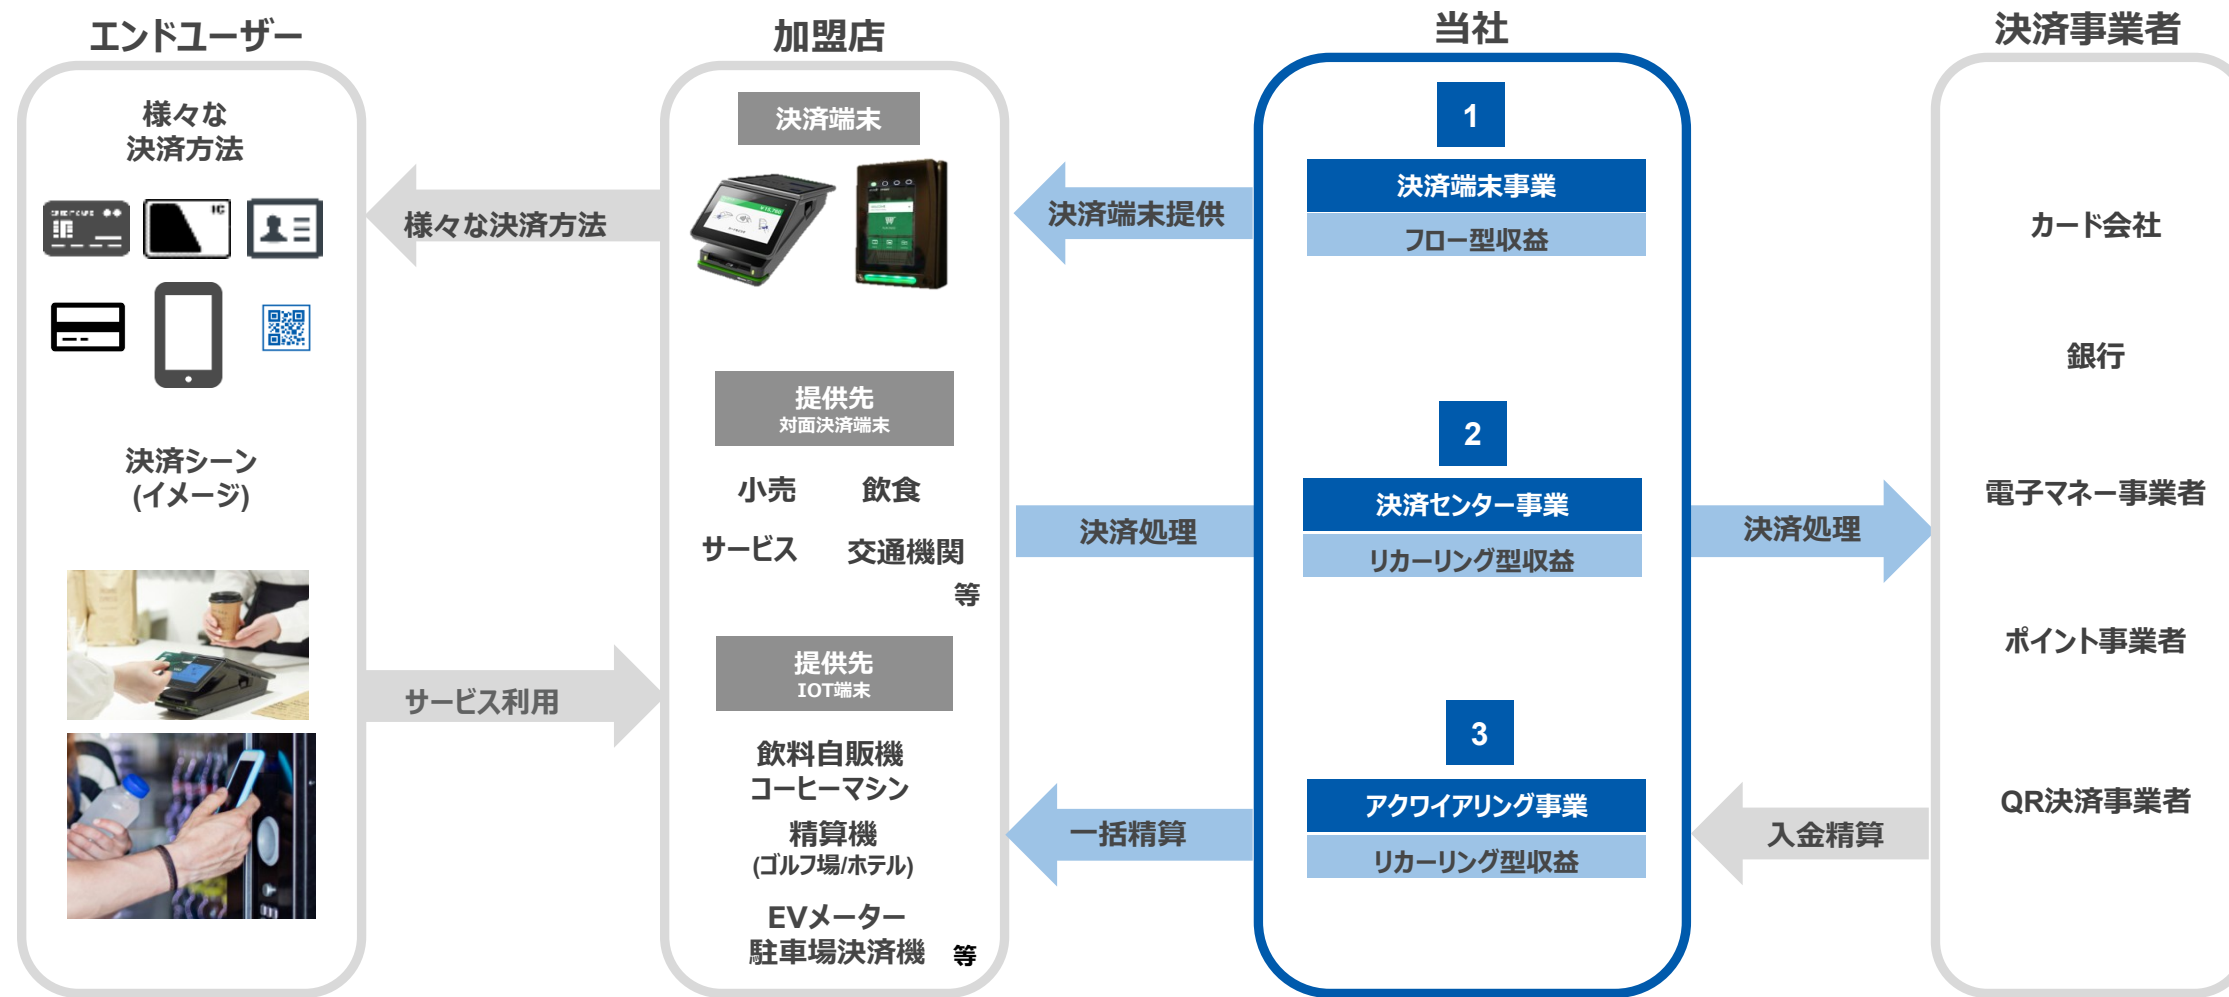 エンドユーザー
様々な
決済方法
IC
決済シーン
(イメージ)
様々な決済方法
サービス利用
加盟店
決済端末
提供先
対面決済端末
小売 飲食
サービス 交通機関
等
提供先
IOT端末
飲料自販機
コーヒーマシン
精算機
(ゴルフ場/ホテル)
EVメーター
駐車場決済機 等
決済端末提供
決済処理
一括精算
当社
1
決済端末事業
フロー型収益
2
決済センター事業
リカーリング型収益
3
アクワイアリング事業
リカーリング型収益
決済処理
入金精算
決済事業者
カード会社
銀行
電子マネー事業者
ポイント事業者
QR決済事業者